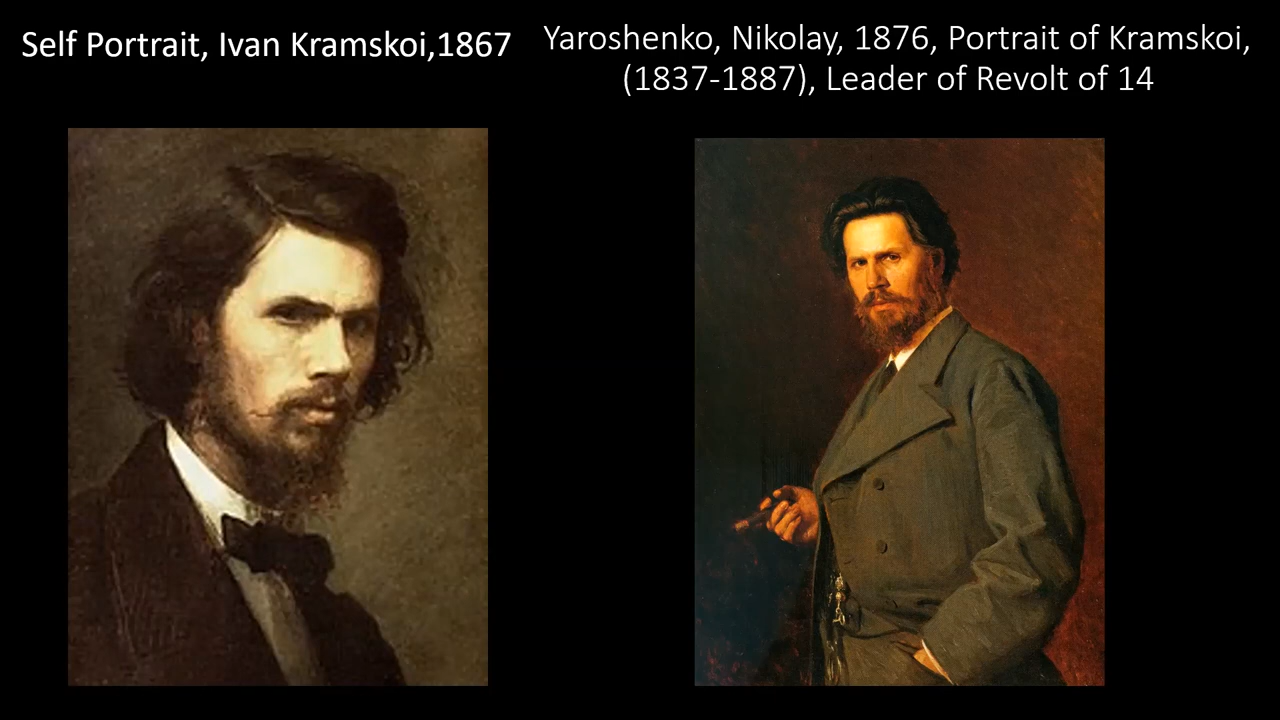 Self Portrait, Ivan Kramskoi,1867
Yaroshenko, Nikolay, 1876, Portrait of Kramskoi,
(1837-1887), Leader of Revolt of 14